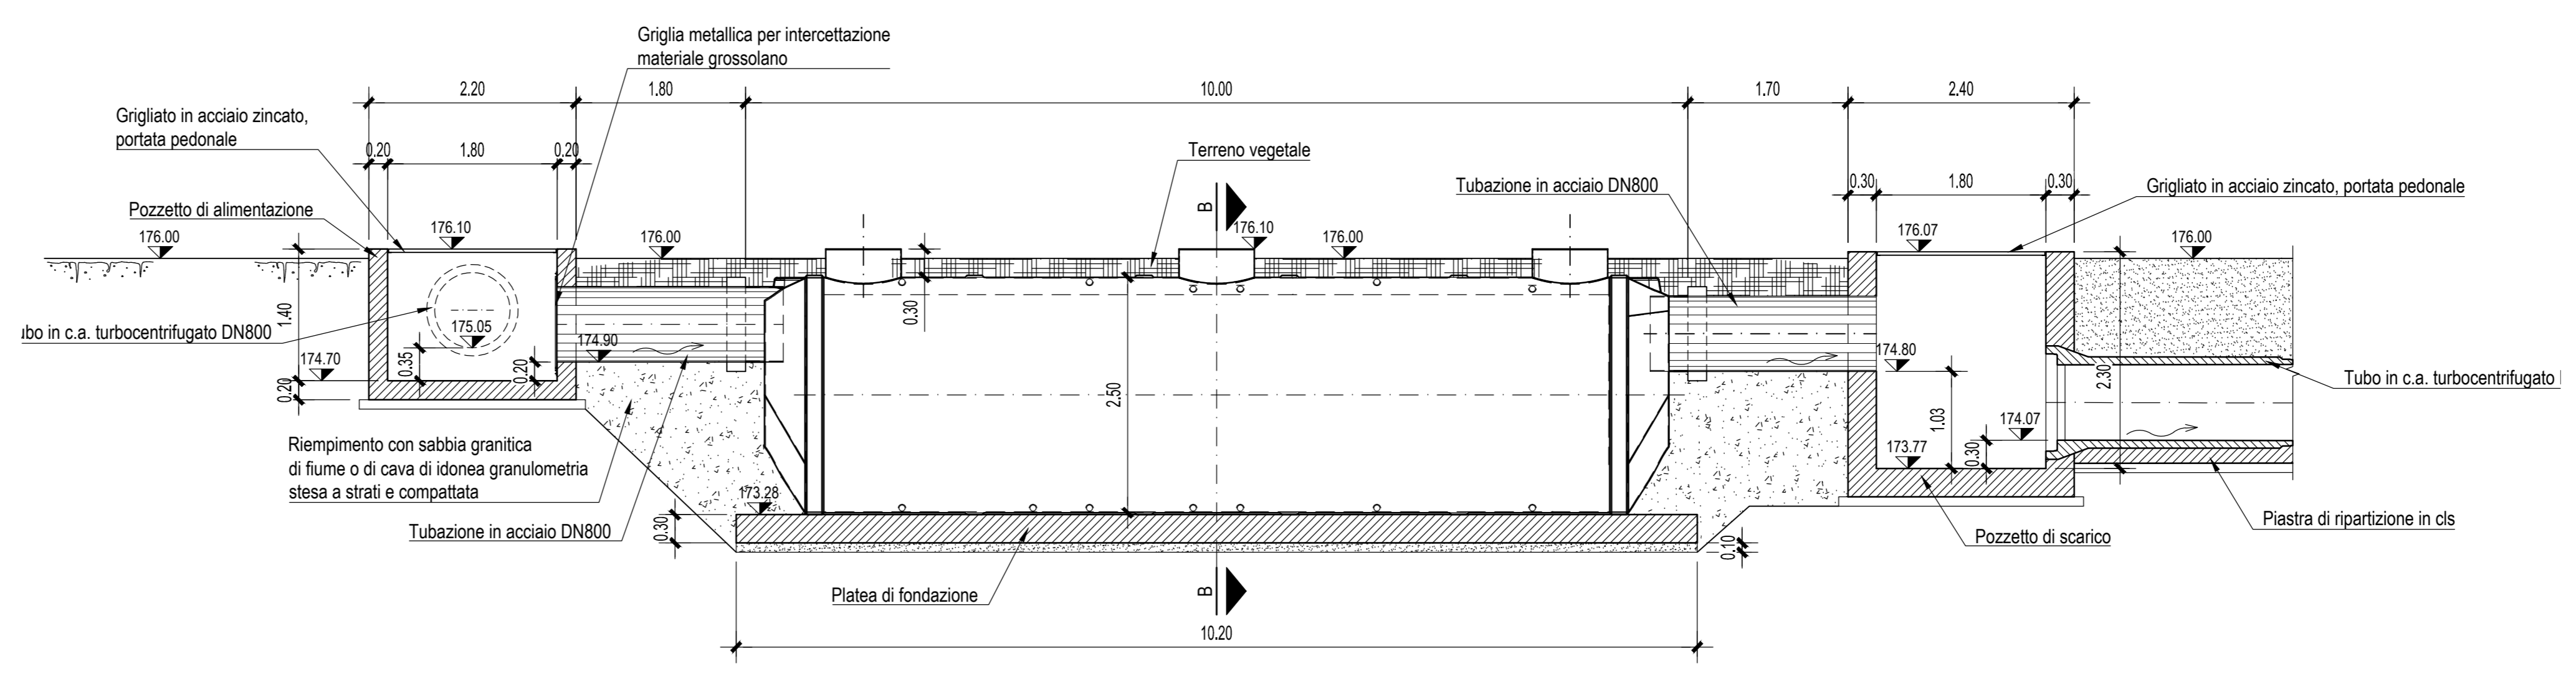 Griglia metallica per intercettazione
materiale grossolano
2.20
1.80
10.00
1.70
2.40
Grigliato in acciaio zincato,
portata pedonale
0.20
1.80
0.20
Terreno vegetale
Tubazione in acciaio DN800
0.30
1.80
0.30
Grigliato in acciaio zincato, portata pedonale
Pozzetto di alimentazione
B
176.00
176.10
176.00
176.10
176.00
176.07
176.00
1.40
0.30
ubo in c.a. turbocentrifugato DN800
175.05
174.90
174.70
0.35
0.20
0.20
2.50
174.80
2.30
Tubo in c.a. turbocentrifugato
1.03
174.07
0.30
173.77
Riempimento con sabbia granitica
di fiume o di cava di idonea granulometria
stesa a strati e compattata
173.28
0.30
Tubazione in acciaio DN800
Piastra di ripartizione in cls
Pozzetto di scarico
0.10
Platea di fondazione
B
10.20